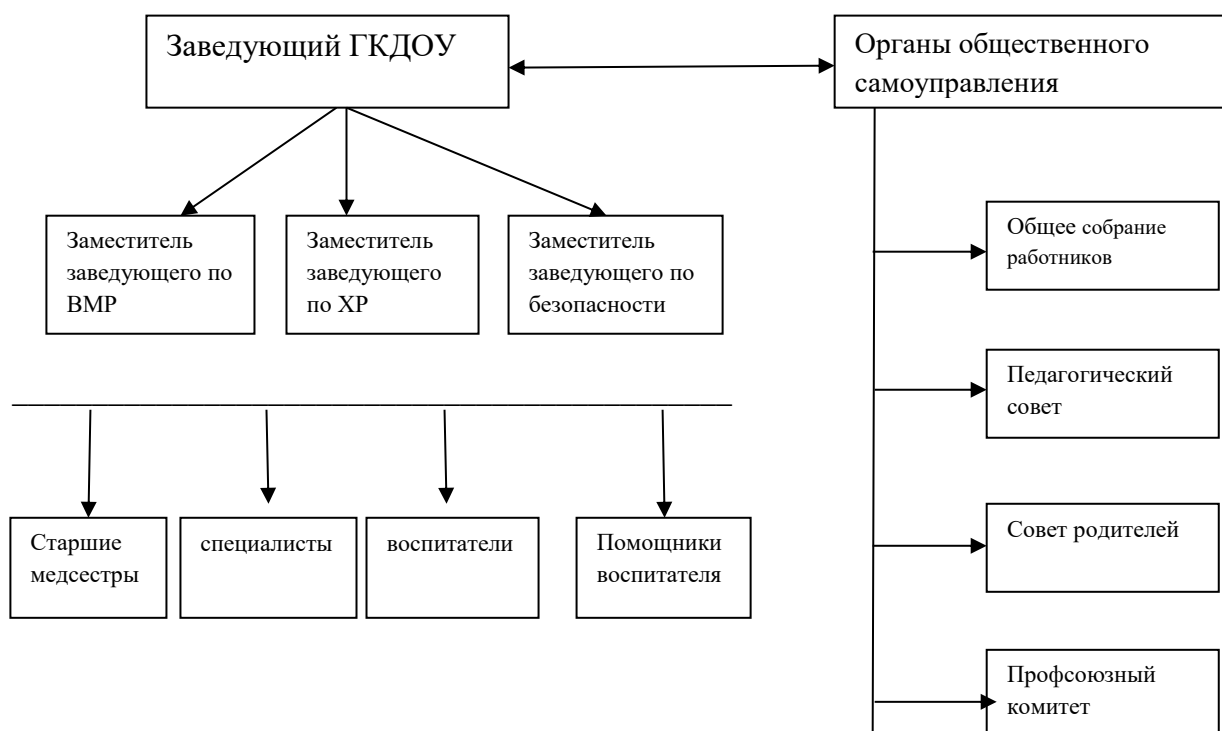 Заведующий ГКДОУ
Органы общественного
самоуправления
Заместитель
заведующего по
ВМР
Заместитель
заведующего
по ХР
Заместитель
заведующего по
безопасности
Общее собрание
работников
Педагогический
совет
Старшие
медсестры
специалисты
воспитатели
Помощники
воспитателя
Совет родителей
Профсоюзный
комитет